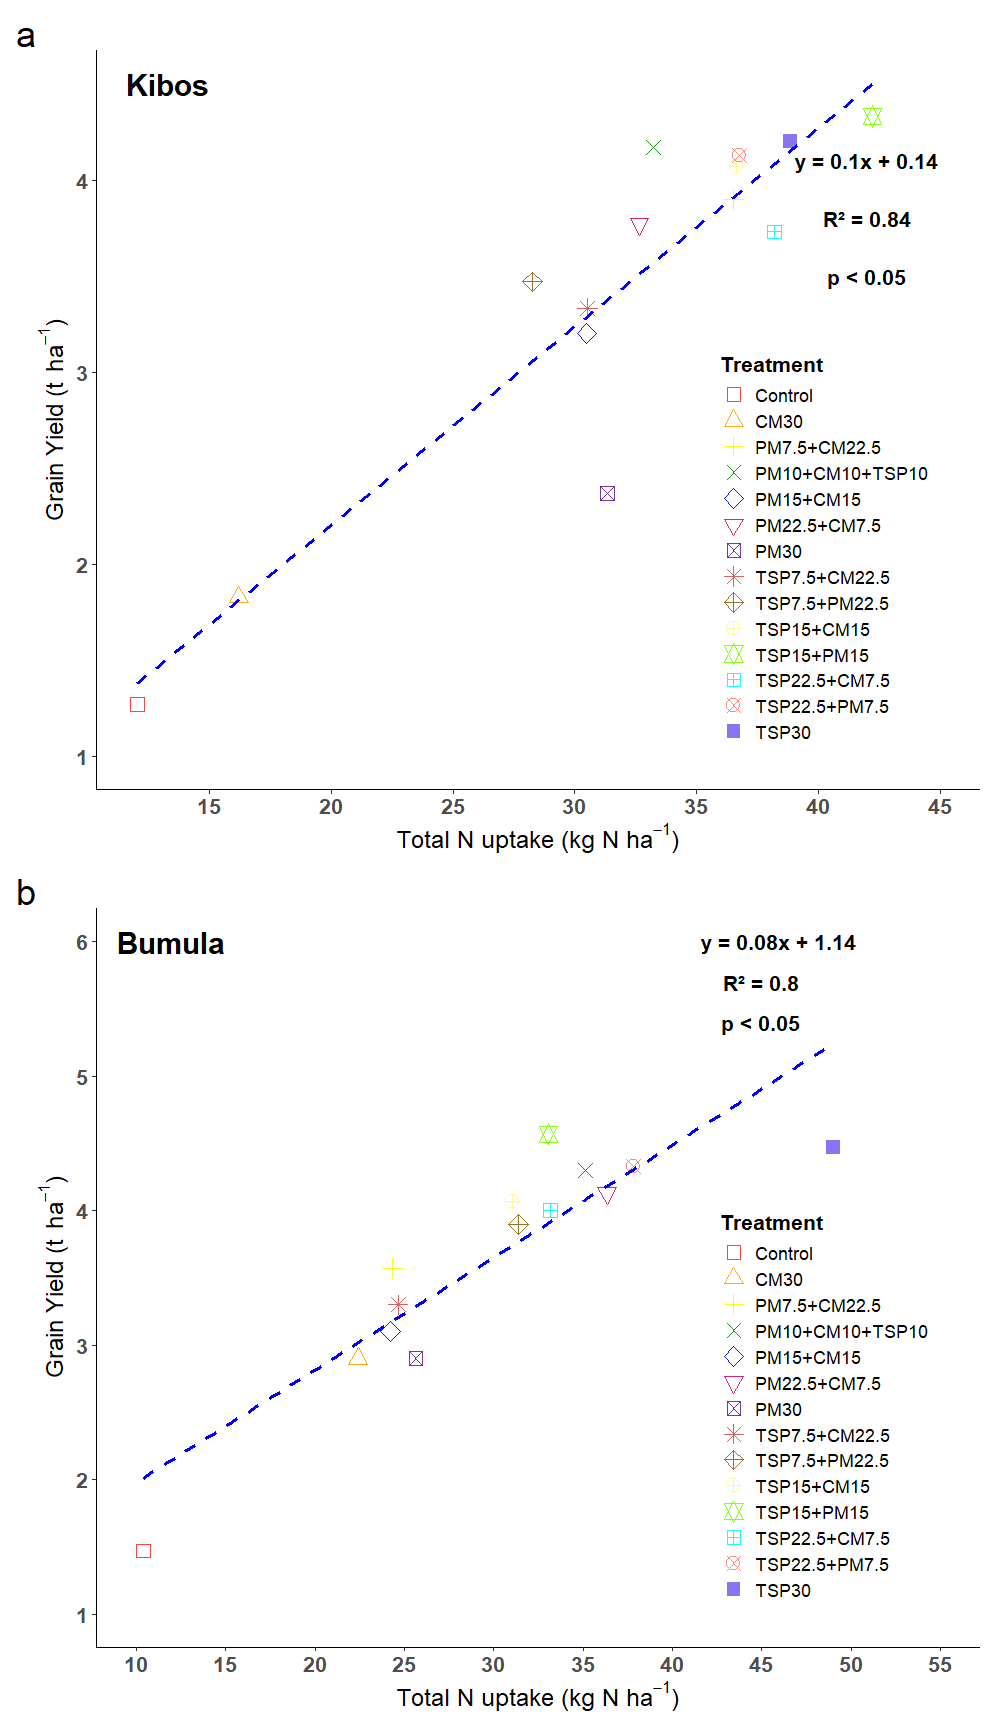 a
Kibos
y = 0.1x + 0.14
R² = 0.84
p < 0.05
Grain Yield (t ha⁻¹)
4
3
2
1
Treatment
Control
CM30
PM7.5+CM22.5
PM10+CM10+TSP10
PM15+CM15
PM22.5+CM7.5
PM30
TSP7.5+CM22.5
TSP7.5+PM22.5
TSP15+CM15
TSP15+PM15
TSP22.5+CM7.5
TSP22.5+PM7.5
TSP30
15 20 25 30 35 40 45
Total N uptake (kg N ha⁻¹)
b
Bumula
y = 0.08x + 1.14
R² = 0.8
p < 0.05
Grain Yield (t ha⁻¹)
6
5
4
3
2
1
Treatment
Control
CM30
PM7.5+CM22.5
PM10+CM10+TSP10
PM15+CM15
PM22.5+CM7.5
PM30
TSP7.5+CM22.5
TSP7.5+PM22.5
TSP15+CM15
TSP15+PM15
TSP22.5+CM7.5
TSP22.5+PM7.5
TSP30
10 15 20 25 30 35 40 45 50 55
Total N uptake (kg N ha⁻¹)